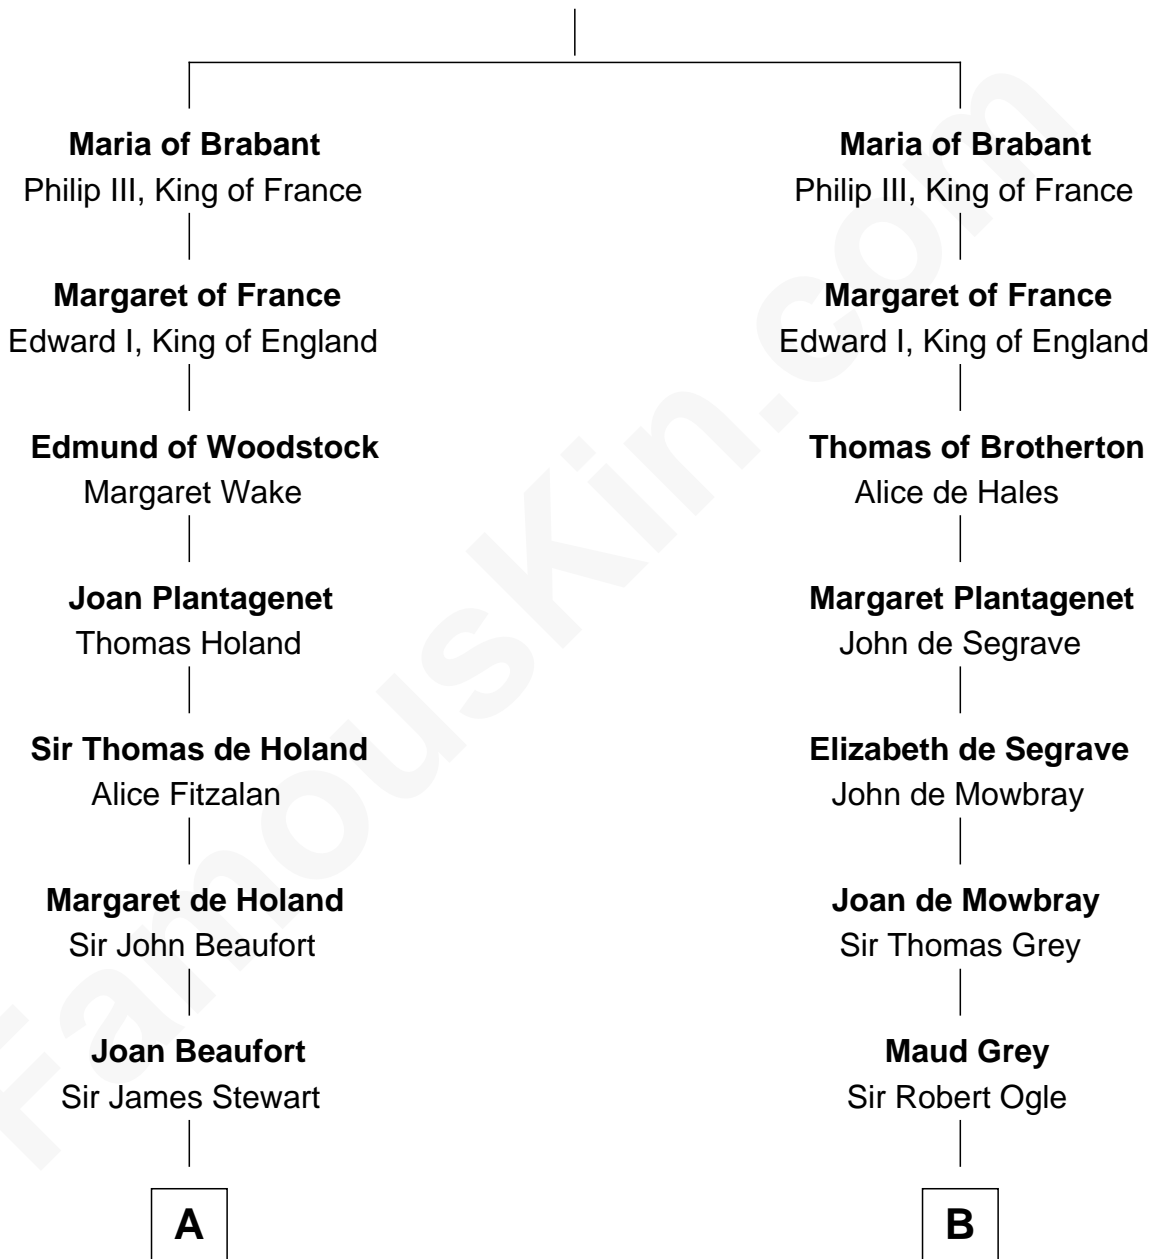 Maria of Brabant
Philip III, King of France
Margaret of France
Edward I, King of England
Edmund of Woodstock
Margaret Wake
Joan Plantagenet
Thomas Holand
Sir Thomas de Holand
Alice Fitzalan
Margaret de Holand
Sir John Beaufort
Joan Beaufort
Sir James Stewart
A
Maria of Brabant
Philip III, King of France
Margaret of France
Edward I, King of England
Thomas of Brotherton
Alice de Hales
Margaret Plantagenet
John de Segrave
Elizabeth de Segrave
John de Mowbray
Joan de Mowbray
Sir Thomas Grey
Maud Grey
Sir Robert Ogle
B
FamousKin.com